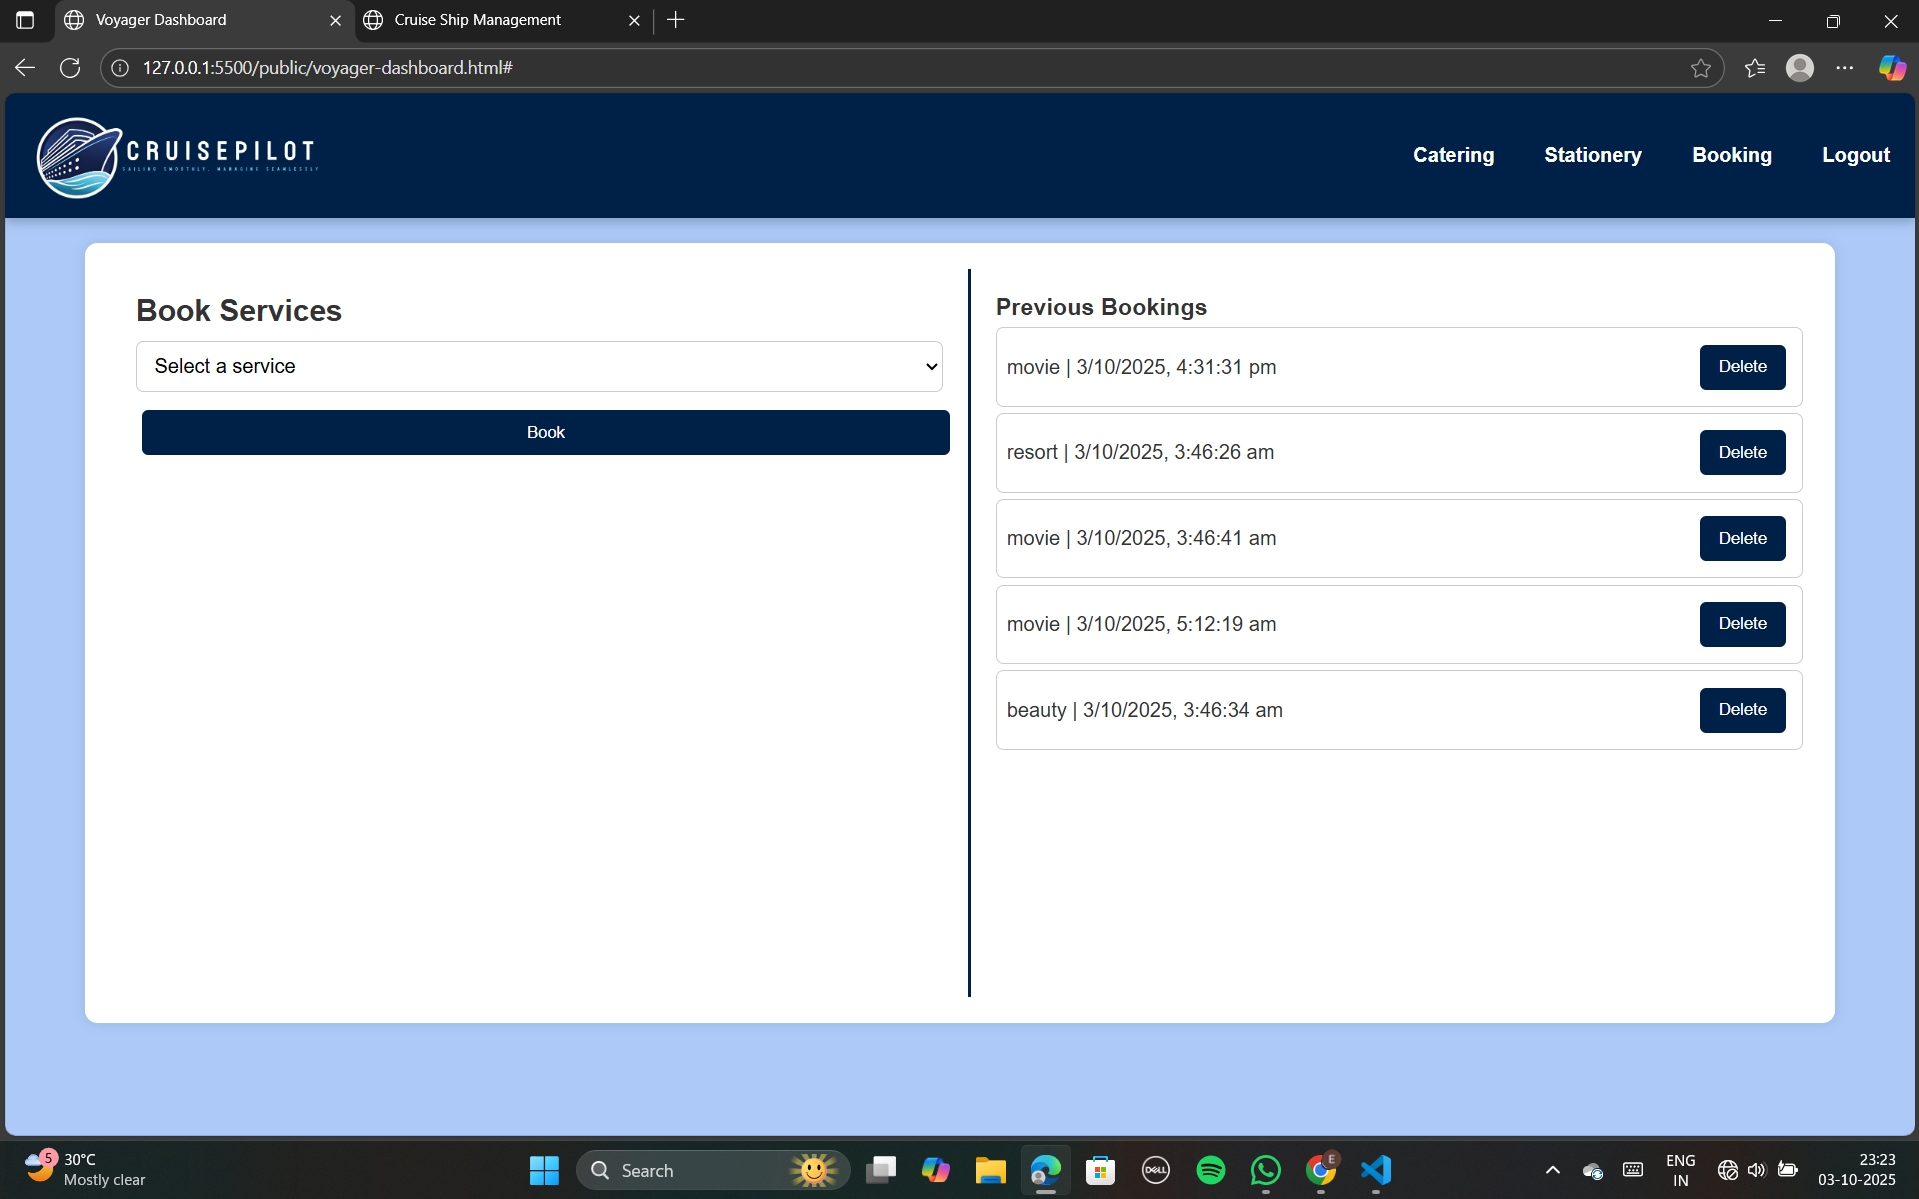 Voyager Dashboard
Cruise Ship Management
127.0.0.1:5500/public/voyager-dashboard.html#
CRUISEPILOT
SAILING SMOOTHLY, MANAGING SEAMLESSLY
Catering
Stationery
Booking
Logout
Book Services
Select a service
Book
Previous Bookings
movie | 3/10/2025, 4:31:31 pm
Delete
resort | 3/10/2025, 3:46:26 am
Delete
movie | 3/10/2025, 3:46:41 am
Delete
movie | 3/10/2025, 5:12:19 am
Delete
beauty | 3/10/2025, 3:46:34 am
Delete
5
30°C
Mostly clear
Search
DELL
E
ENG
IN
23:23
03-10-2025